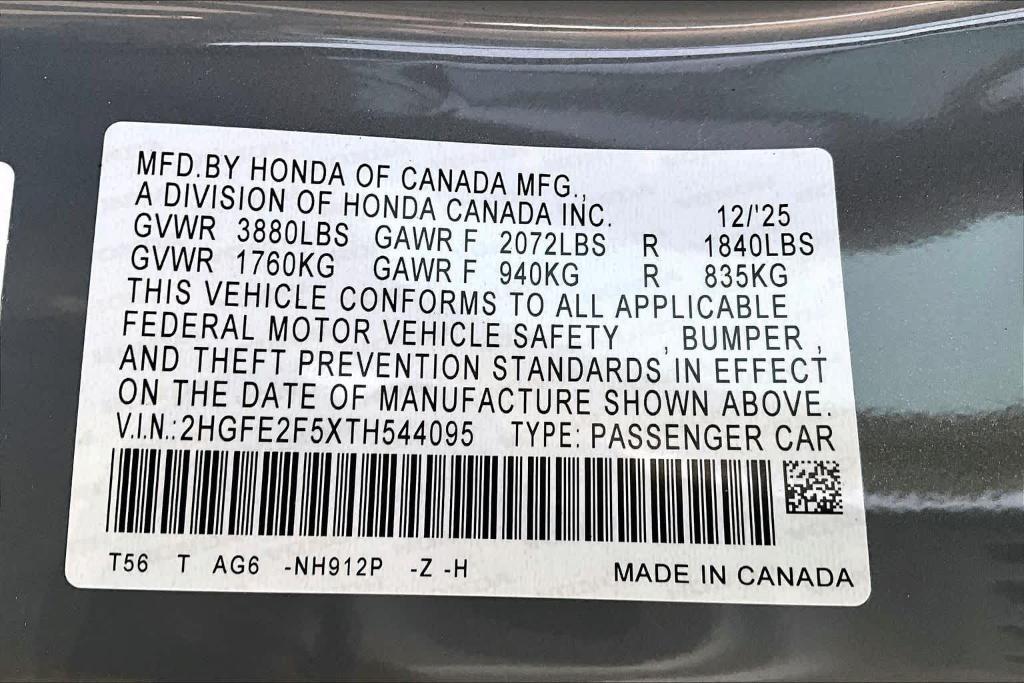 MFD.BY HONDA OF CANADA MFG.,
A DIVISION OF HONDA CANADA INC. 12/'25
GVWR 3880LBS GAWR F 2072LBS R 1840LBS
GVWR 1760KG GAWR F 940KG R 835KG
THIS VEHICLE CONFORMS TO ALL APPLICABLE
FEDERAL MOTOR VEHICLE SAFETY , BUMPER ,
AND THEFT PREVENTION STANDARDS IN EFFECT
ON THE DATE OF MANUFACTURE SHOWN ABOVE.
V.I.N.:2HGFE2F5XTH544095 TYPE: PASSENGER CAR
T56 T AG6 -NH912P -Z -H MADE IN CANADA